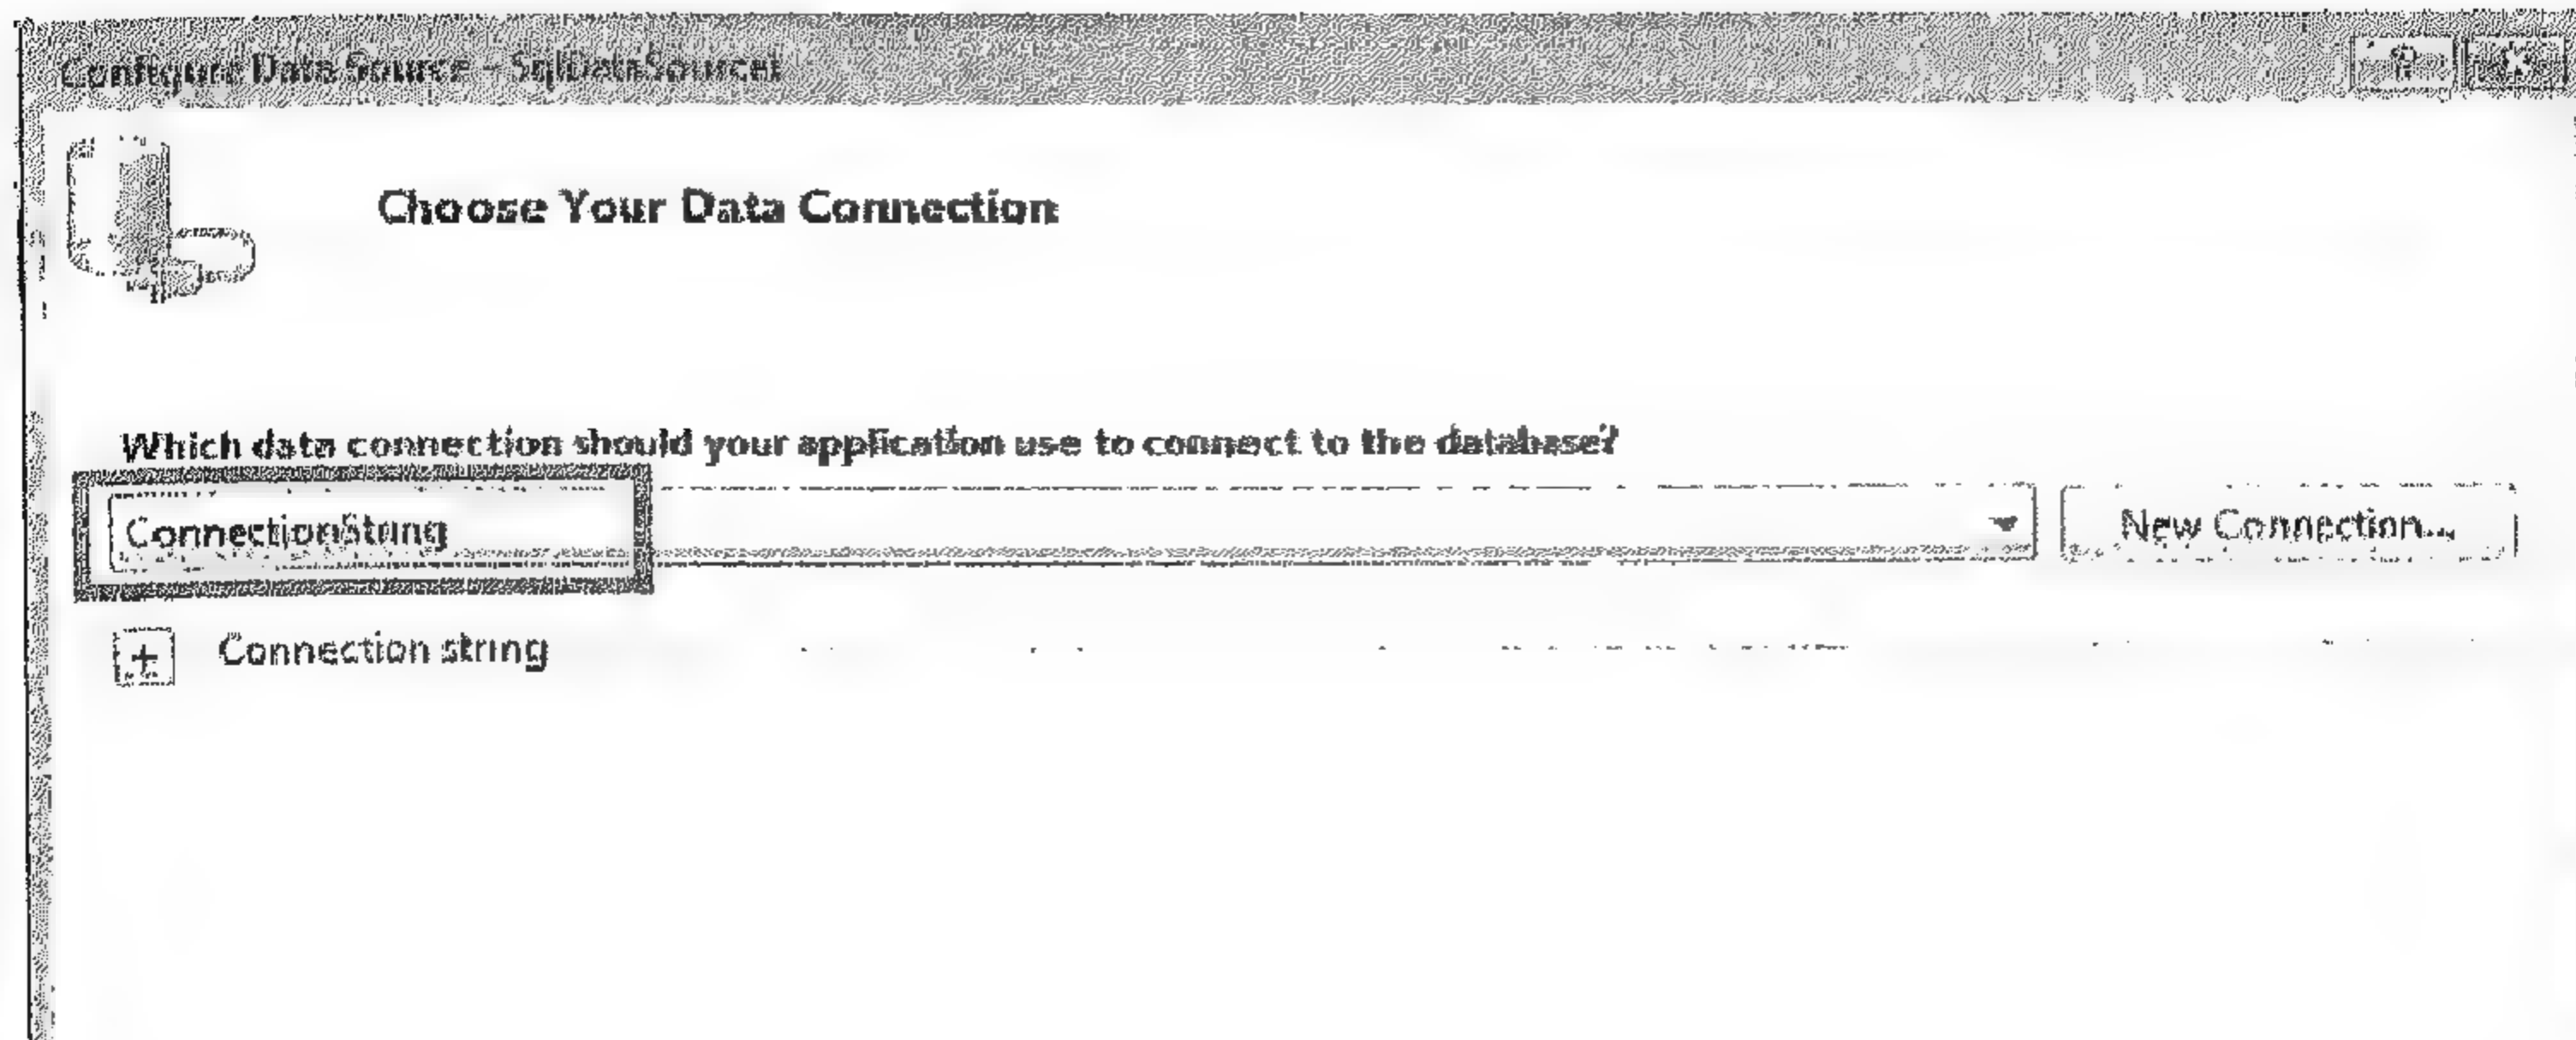 Configure Data Source - SqlDataSource1
Choose Your Data Connection
Which data connection should your application use to connect to the database?
ConnectionString
New Connection...
+ Connection string